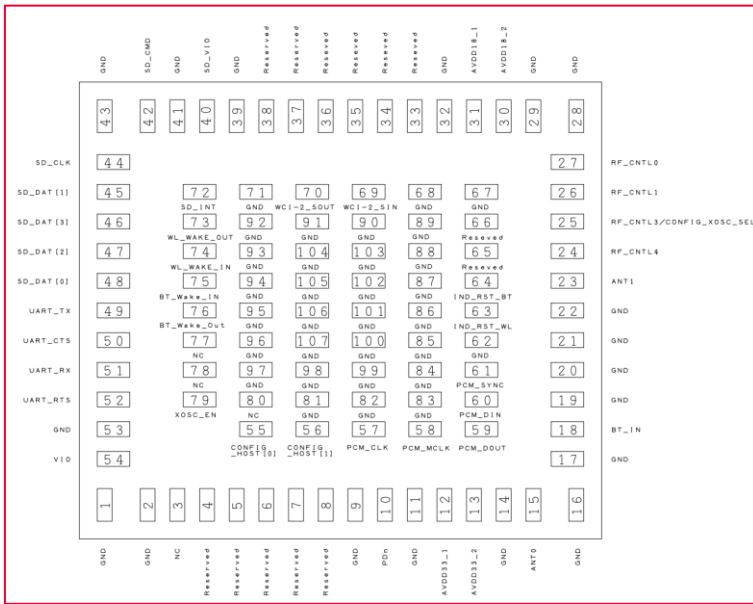 GND SD_CMD GND SD_VIO GND Reserved Reserved Reseved Reseved Reseved Reseved GND AVDD18_1 AVDD18_2 GND GND
43 42 41 40 39 38 37 36 35 34 33 32 31 30 29 28
SD_CLK 44 27 RF_CNTL0
SD_DAT[1] 45 72 71 70 69 68 67 26 RF_CNTL1
SD_INT GND WCI-2_SOUT WCI-2_SIN GND GND
SD_DAT[3] 46 73 92 91 90 89 66 25 RF_CNTL3/CONFIG_XOSC_SEL
WL_WAKE_OUT GND GND GND GND Reseved
SD_DAT[2] 47 74 93 104 103 88 65 24 RF_CNTL4
WL_WAKE_IN GND GND GND GND Reseved
SD_DAT[0] 48 75 94 105 102 87 64 23 ANT1
BT_Wake_IN GND GND GND GND IND_RST_BT
UART_TX 49 76 95 106 101 86 63 22 GND
BT_Wake_Out GND GND GND GND IND_RST_WL
UART_CTS 50 77 96 107 100 85 62 21 GND
NC GND GND GND GND GND
UART_RX 51 78 97 98 99 84 61 20 GND
NC GND GND GND GND PCM_SYNC
UART_RTS 52 79 80 81 82 83 60 19 GND
XOSC_EN NC GND GND GND PCM_DIN
GND 53 55 56 57 58 59 18 BT_IN
CONFIG CONFIG PCM_CLK PCM_MCLK PCM_DOUT
_HOST[0] _HOST[1]
VIO 54 17 GND
1 2 3 4 5 6 7 8 9 10 11 12 13 14 15 16
GND GND NC Reserved Reserved Reserved Reserved Reserved GND PDn GND AVDD33_1 AVDD33_2 GND ANT0 GND